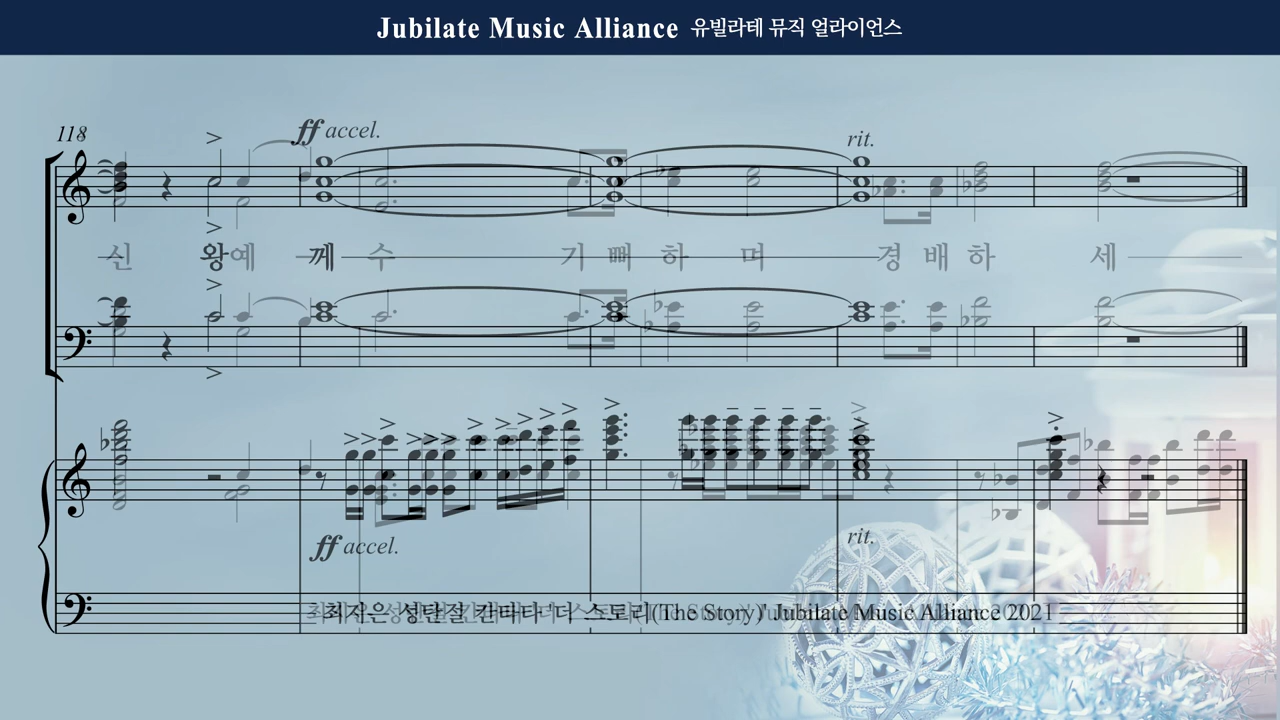 Jubilate Music Alliance 유빌라테 뮤직 얼라이언스
118
ff accel.
rit.
신 왕 예 께 수 기 뻐 하 며 경 배 하 세
ff accel.
rit.
최지은 성탄절 칸타타 '더 스토리(The Story)' Jubilate Music Alliance 2021